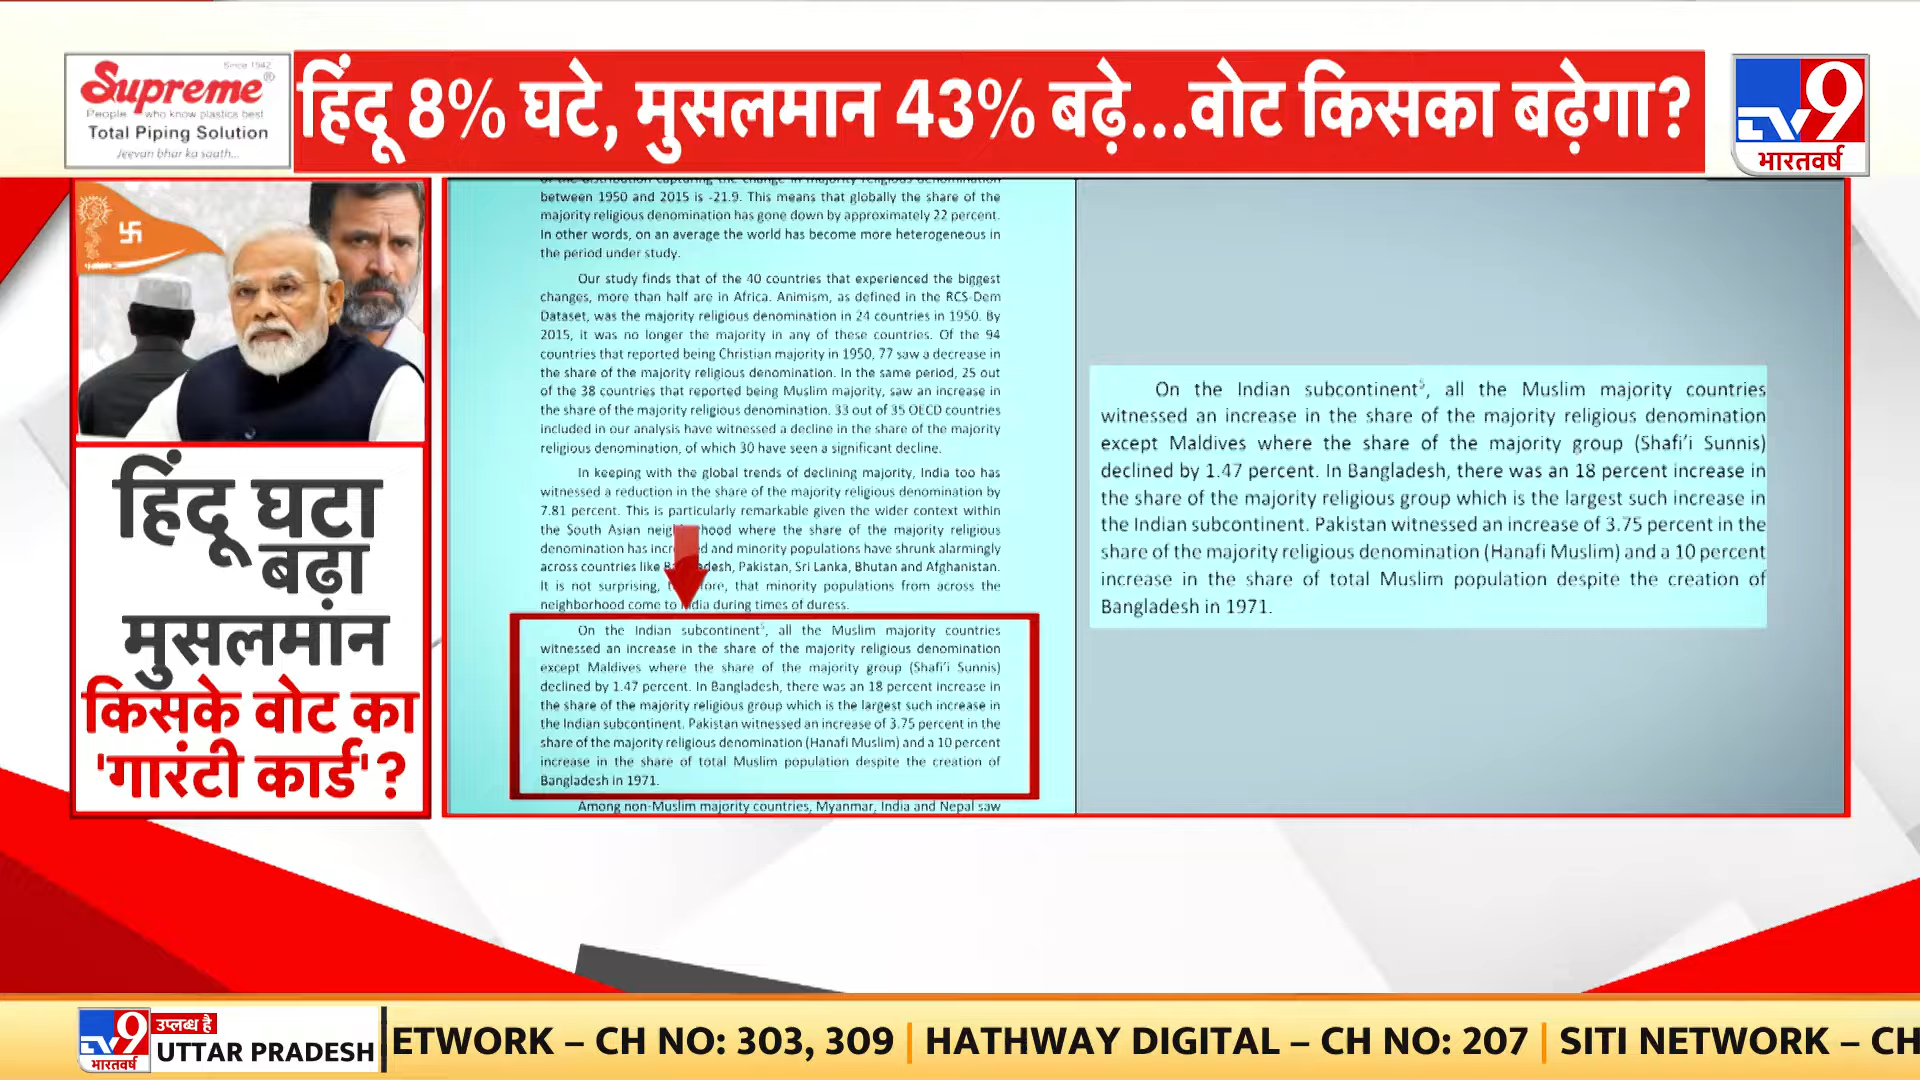 Since 1942
Supreme®
People who know plastics best
Total Piping Solution
Jeevan bhar ka saath...
हिंदू 8% घटे, मुसलमान 43% बढ़े...वोट किसका बढ़ेगा?
TV9
भारतवर्ष
हिंदू घटा
बढ़ा
मुसलमान
किसके वोट का
'गारंटी कार्ड'?
of the distribution capturing the change in majority religious denomination
between 1950 and 2015 is -21.9. This means that globally the share of the
majority religious denomination has gone down by approximately 22 percent.
In other words, on an average the world has become more heterogeneous in
the period under study.
Our study finds that of the 40 countries that experienced the biggest
changes, more than half are in Africa. Animism, as defined in the RCS-Dem
Dataset, was the majority religious denomination in 24 countries in 1950. By
2015, it was no longer the majority in any of these countries. Of the 94
countries that reported being Christian majority in 1950, 77 saw a decrease in
the share of the majority religious denomination. In the same period, 25 out
of the 38 countries that reported being Muslim majority, saw an increase in
the share of the majority religious denomination. 33 out of 35 OECD countries
included in our analysis have witnessed a decline in the share of the majority
religious denomination, of which 30 have seen a significant decline.
In keeping with the global trends of declining majority, India too has
witnessed a reduction in the share of the majority religious denomination by
7.81 percent. This is particularly remarkable given the wider context within
the South Asian neighborhood where the share of the majority religious
denomination has increased and minority populations have shrunk alarmingly
across countries like Bangladesh, Pakistan, Sri Lanka, Bhutan and Afghanistan.
It is not surprising, therefore, that minority populations from across the
neighborhood come to India during times of duress.
On the Indian subcontinent⁵, all the Muslim majority countries
witnessed an increase in the share of the majority religious denomination
except Maldives where the share of the majority group (Shafi'i Sunnis)
declined by 1.47 percent. In Bangladesh, there was an 18 percent increase in
the share of the majority religious group which is the largest such increase in
the Indian subcontinent. Pakistan witnessed an increase of 3.75 percent in the
share of the majority religious denomination (Hanafi Muslim) and a 10 percent
increase in the share of total Muslim population despite the creation of
Bangladesh in 1971.
Among non-Muslim majority countries, Myanmar, India and Nepal saw
On the Indian subcontinent⁵, all the Muslim majority countries
witnessed an increase in the share of the majority religious denomination
except Maldives where the share of the majority group (Shafi'i Sunnis)
declined by 1.47 percent. In Bangladesh, there was an 18 percent increase in
the share of the majority religious group which is the largest such increase in
the Indian subcontinent. Pakistan witnessed an increase of 3.75 percent in the
share of the majority religious denomination (Hanafi Muslim) and a 10 percent
increase in the share of total Muslim population despite the creation of
Bangladesh in 1971.
TV9
भारतवर्ष
उपलब्ध है
UTTAR PRADESH
ETWORK – CH NO: 303, 309 | HATHWAY DIGITAL – CH NO: 207 | SITI NETWORK – CH